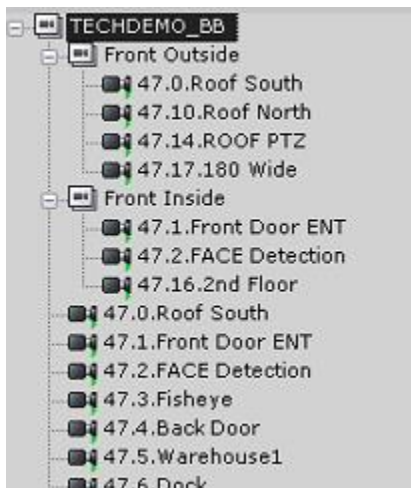 TECHDEMO_BB
Front Outside
47.0.Roof South
47.10.Roof North
47.14.ROOF PTZ
47.17.180 Wide
Front Inside
47.1.Front Door ENT
47.2.FACE Detection
47.16.2nd Floor
47.0.Roof South
47.1.Front Door ENT
47.2.FACE Detection
47.3.Fisheye
47.4.Back Door
47.5.Warehouse1
47.6.Dock